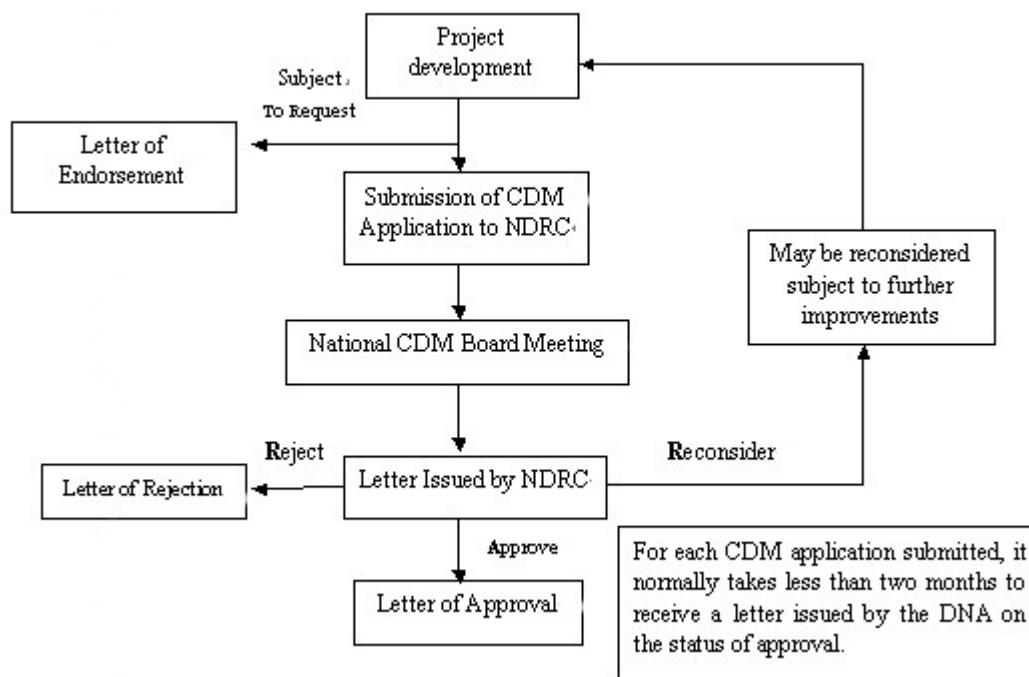 Project
development
Subject
To Request
Letter of
Endorsement
Submission of CDM
Application to NDRC
May be reconsidered
subject to further
improvements
National CDM Board Meeting
Reject
Reconsider
Letter of Rejection
Letter Issued by NDRC
Approve
Letter of Approval
For each CDM application submitted, it
normally takes less than two months to
receive a letter issued by the DNA on
the status of approval.